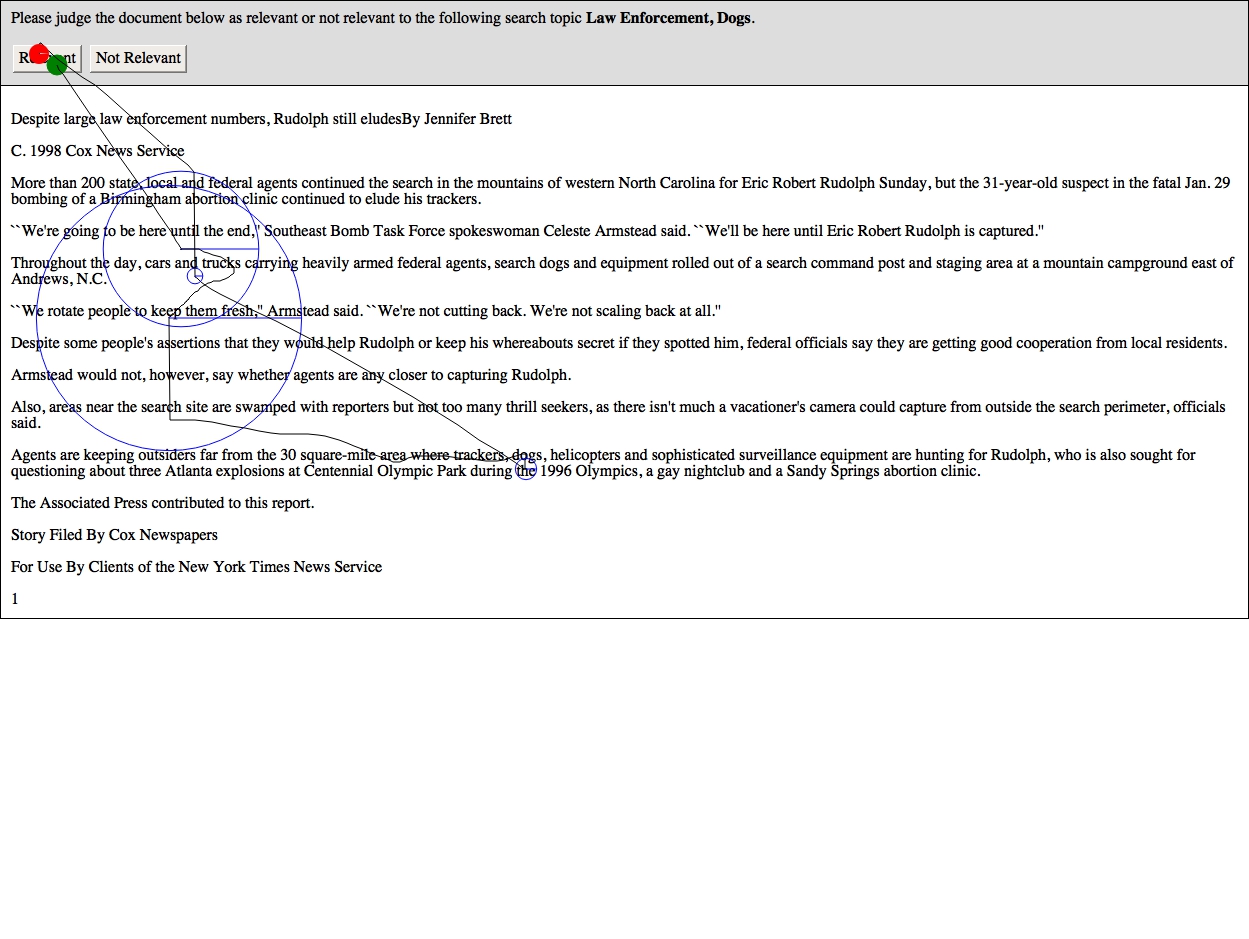 Please judge the document below as relevant or not relevant to the following search topic Law Enforcement, Dogs.
Not Relevant
Despite large law enforcement numbers, Rudolph still eludesBy Jennifer Brett
C. 1998 Cox News Service
More than 200 state, local and federal agents continued the search in the mountains of western North Carolina for Eric Robert Rudolph Sunday, but the 31-year-old suspect in the fatal Jan. 29
bombing of a Birmingham abortion clinic continued to elude his trackers.
``We're going to be here until the end,'' Southeast Bomb Task Force spokeswoman Celeste Armstead said. ``We'll be here until Eric Robert Rudolph is captured.''
Throughout the day, cars and trucks carrying heavily armed federal agents, search dogs and equipment rolled out of a search command post and staging area at a mountain campground east of
Andrews, N.C.
``We rotate people to keep them fresh,'' Armstead said. ``We're not cutting back. We're not scaling back at all.''
Despite some people's assertions that they would help Rudolph or keep his whereabouts secret if they spotted him, federal officials say they are getting good cooperation from local residents.
Armstead would not, however, say whether agents are any closer to capturing Rudolph.
Also, areas near the search site are swamped with reporters but not too many thrill seekers, as there isn't much a vacationer's camera could capture from outside the search perimeter, officials
said.
Agents are keeping outsiders far from the 30 square-mile area where trackers, dogs, helicopters and sophisticated surveillance equipment are hunting for Rudolph, who is also sought for
questioning about three Atlanta explosions at Centennial Olympic Park during the 1996 Olympics, a gay nightclub and a Sandy Springs abortion clinic.
The Associated Press contributed to this report.
Story Filed By Cox Newspapers
For Use By Clients of the New York Times News Service
1